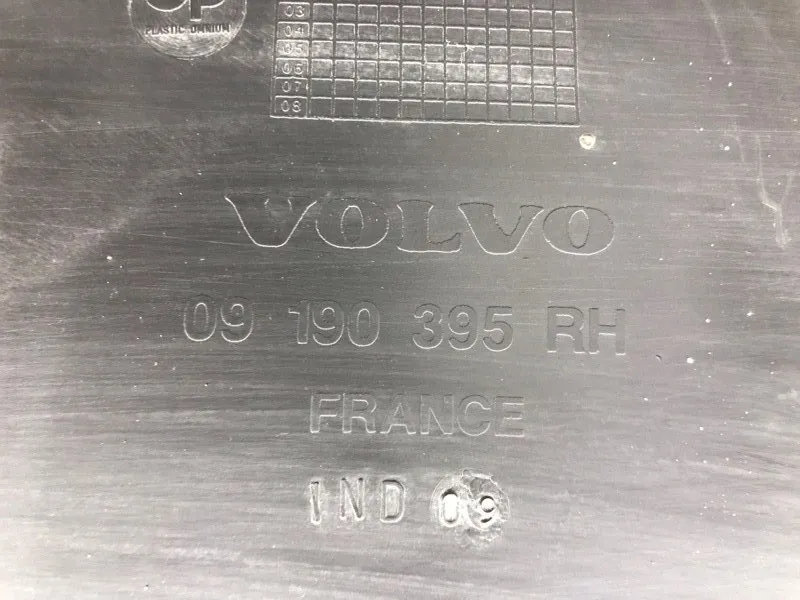 PLASTIC OMNIUM
03
04
05
06
07
08
VOLVO
09 190 395 RH
FRANCE
IND 09